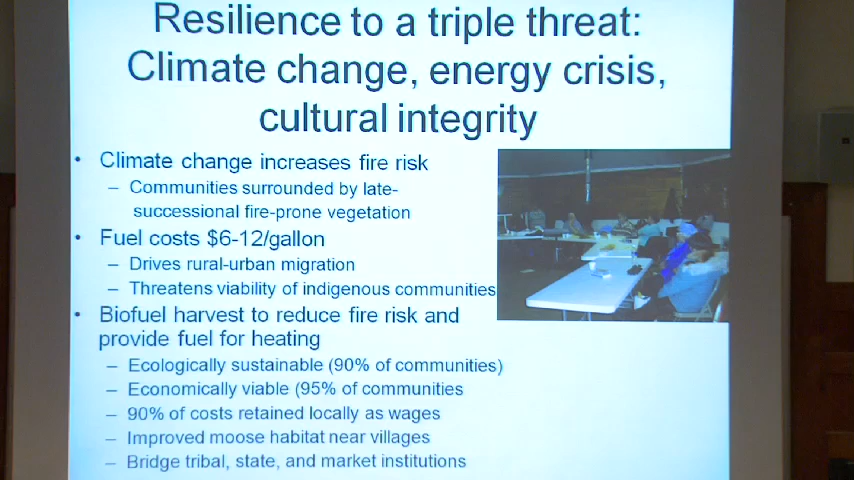 Resilience to a triple threat:
Climate change, energy crisis,
cultural integrity
• Climate change increases fire risk
– Communities surrounded by late-
successional fire-prone vegetation
• Fuel costs $6-12/gallon
– Drives rural-urban migration
– Threatens viability of indigenous communities
• Biofuel harvest to reduce fire risk and
provide fuel for heating
– Ecologically sustainable (90% of communities)
– Economically viable (95% of communities
– 90% of costs retained locally as wages
– Improved moose habitat near villages
– Bridge tribal, state, and market institutions